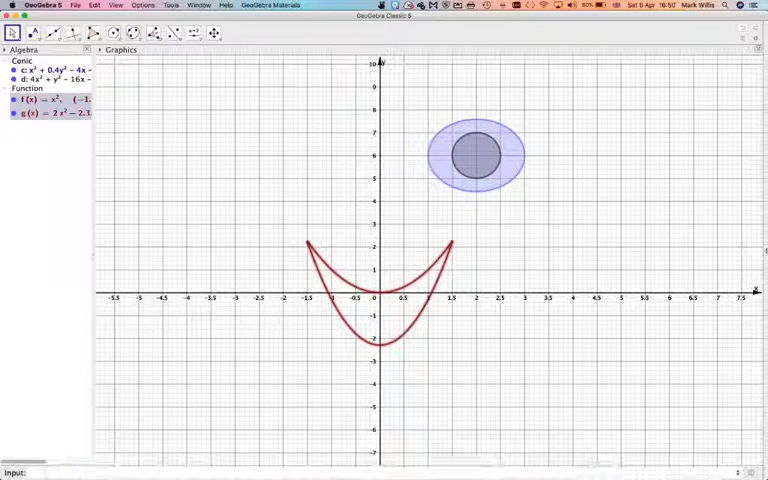 GeoGebra 5 File Edit View Options Tools Window Help GeoGebra Materials 80% Sat 6 Apr 16:50 Mark Willis
GeoGebra Classic 5
Algebra
Graphics
Conic
c: x² + 0.4y² − 4x −
d: 4x² + y² − 16x −
Function
f(x) = x², (−1.
g(x) = 2 x² − 2.3
y
10
9
8
7
6
5
4
3
2
1
x
-5.5 -5 -4.5 -4 -3.5 -3 -2.5 -2 -1.5 -1 -0.5 0 0.5 1 1.5 2 2.5 3 3.5 4 4.5 5 5.5 6 6.5 7 7.5
-1
-2
-3
-4
-5
-6
-7
Input: